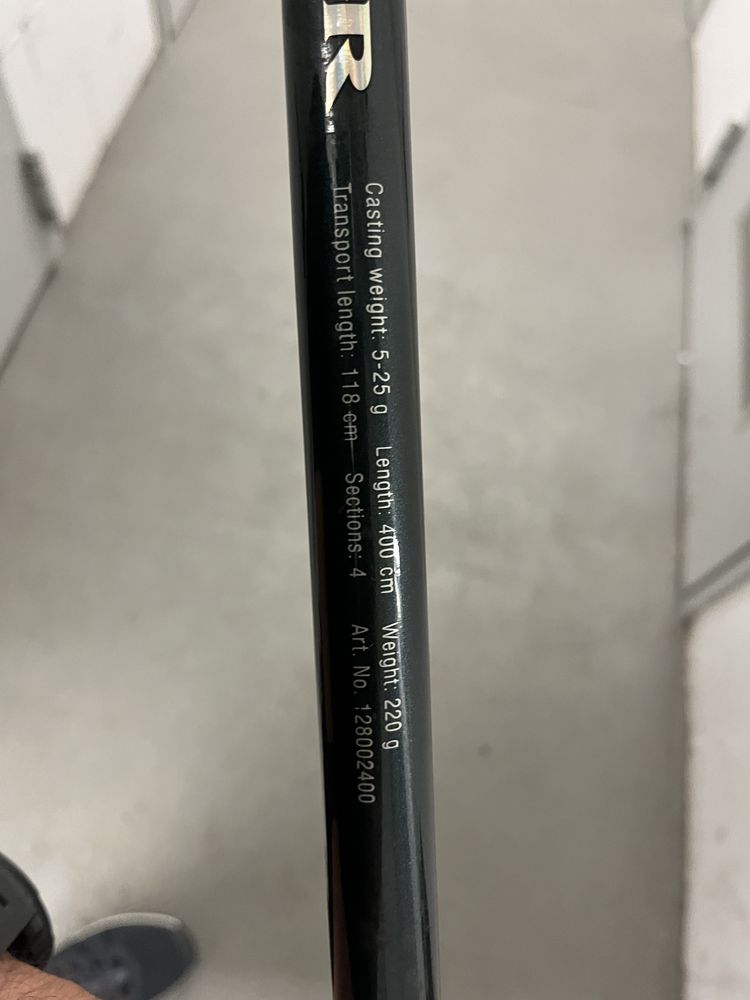 R
Casting weight: 5-25 g Length: 400 cm Weight: 220 g
Transport length: 118 cm Sections: 4 Art. No. 128002400